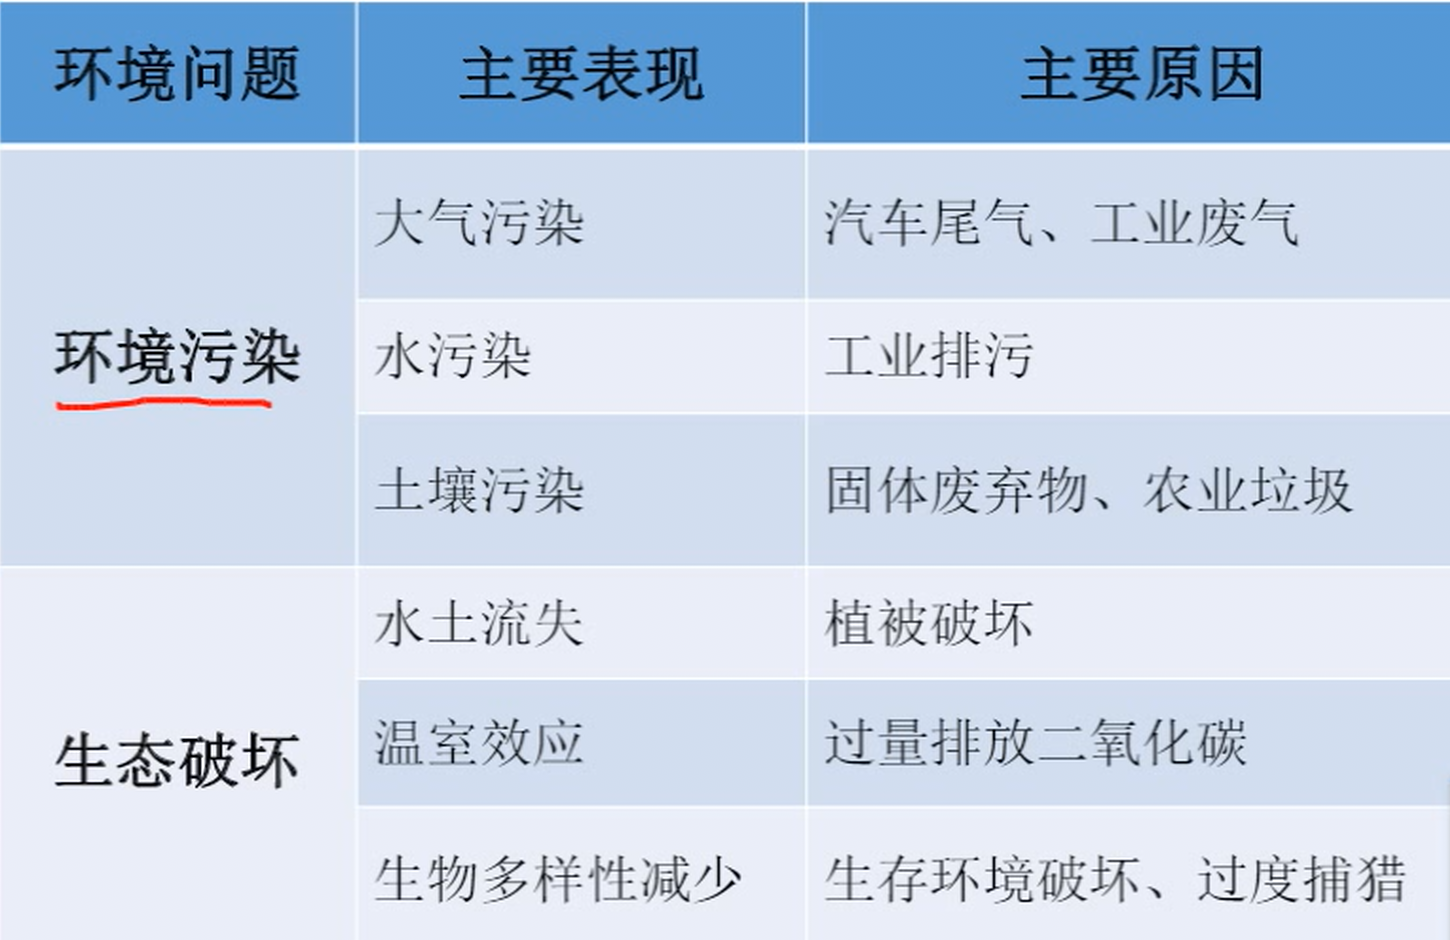 环境问题 主要表现 主要原因
大气污染 汽车尾气、工业废气
环境污染
水污染 工业排污
土壤污染 固体废弃物、农业垃圾
水土流失 植被破坏
生态破坏
温室效应 过量排放二氧化碳
生物多样性减少 生存环境破坏、过度捕猎